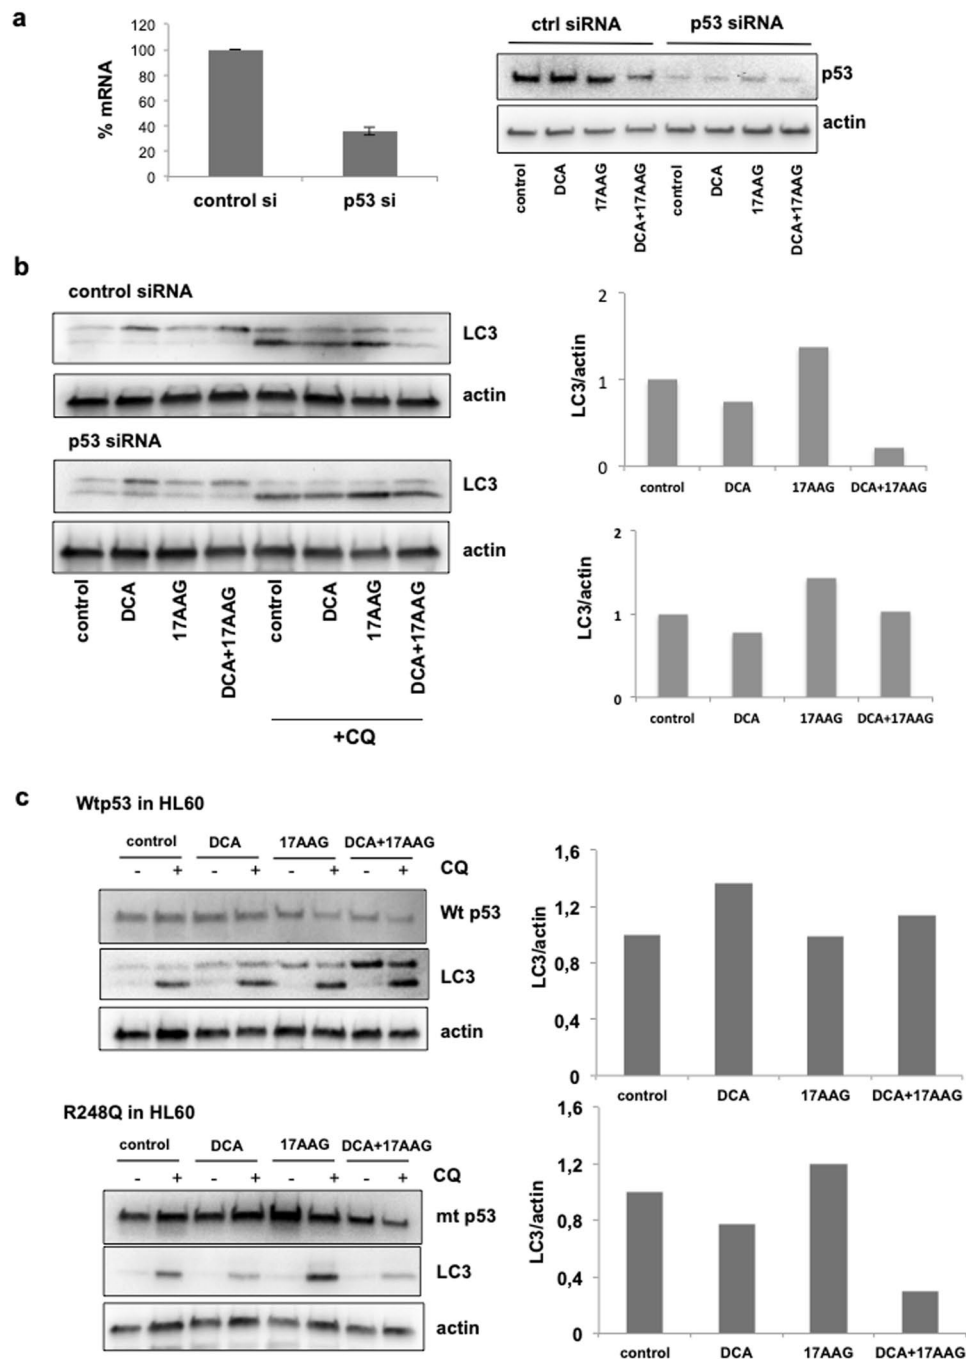 a
120
100
80
60
40
20
0
% mRNA
control si p53 si
ctrl siRNA p53 siRNA
p53
actin
control DCA 17AAG DCA+17AAG control DCA 17AAG DCA+17AAG
b
control siRNA
LC3
actin
p53 siRNA
LC3
actin
control DCA 17AAG DCA+17AAG control DCA 17AAG DCA+17AAG
+CQ
2
1
0
LC3/actin
control DCA 17AAG DCA+17AAG
2
1
0
LC3/actin
control DCA 17AAG DCA+17AAG
c
Wtp53 in HL60
control DCA 17AAG DCA+17AAG
- + - + - + - + CQ
Wt p53
LC3
actin
1,6
1,2
0,8
0,4
0
LC3/actin
control DCA 17AAG DCA+17AAG
R248Q in HL60
control DCA 17AAG DCA+17AAG
- + - + - + - + CQ
mt p53
LC3
actin
1,6
1,2
0,8
0,4
0
LC3/actin
control DCA 17AAG DCA+17AAG